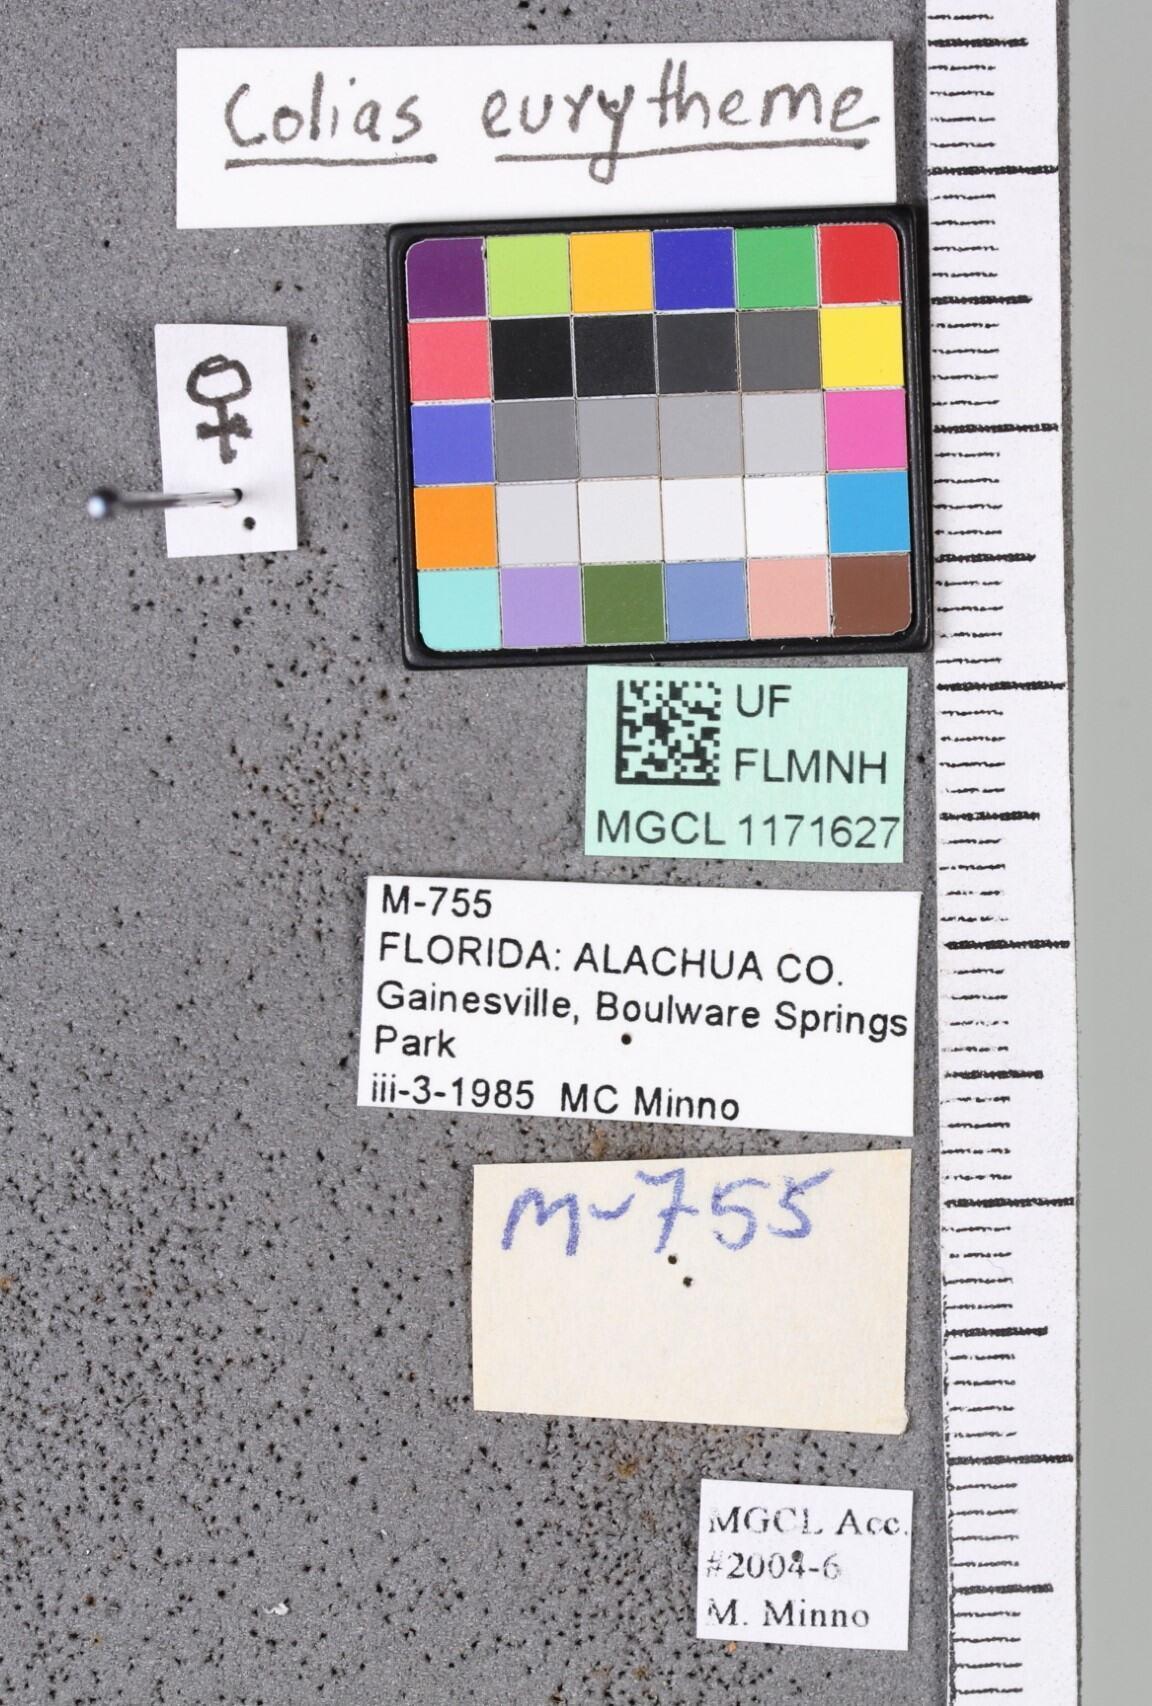 Colias eurytheme
♀
UF
FLMNH
MGCL 1171627
M-755
FLORIDA: ALACHUA CO.
Gainesville, Boulware Springs
Park
iii-3-1985 MC Minno
M-755
MGCL Acc.
#2004-6
M. Minno